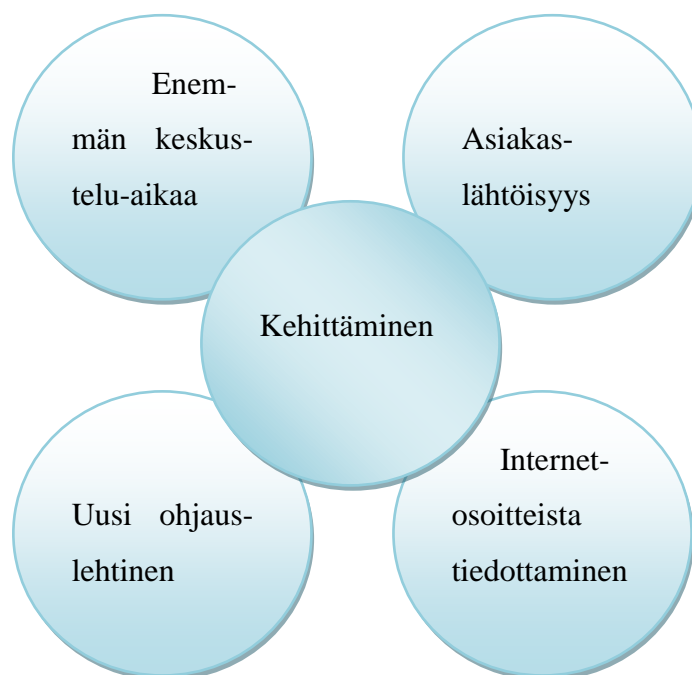 Enem-
män keskus-
telu-aikaa
Asiakas-
lähtöisyys
Kehittäminen
Uusi ohjaus-
lehtinen
Internet-
osoitteista
tiedottaminen